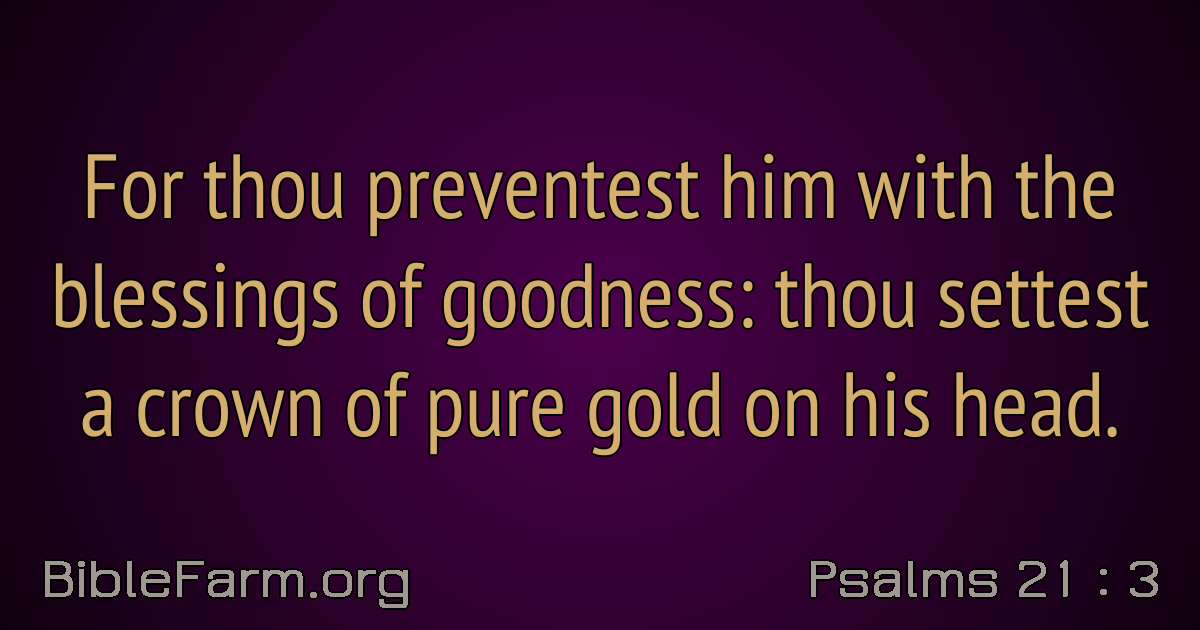 For thou preventest him with the
blessings of goodness: thou settest
a crown of pure gold on his head.
BibleFarm.org
Psalms 21 : 3